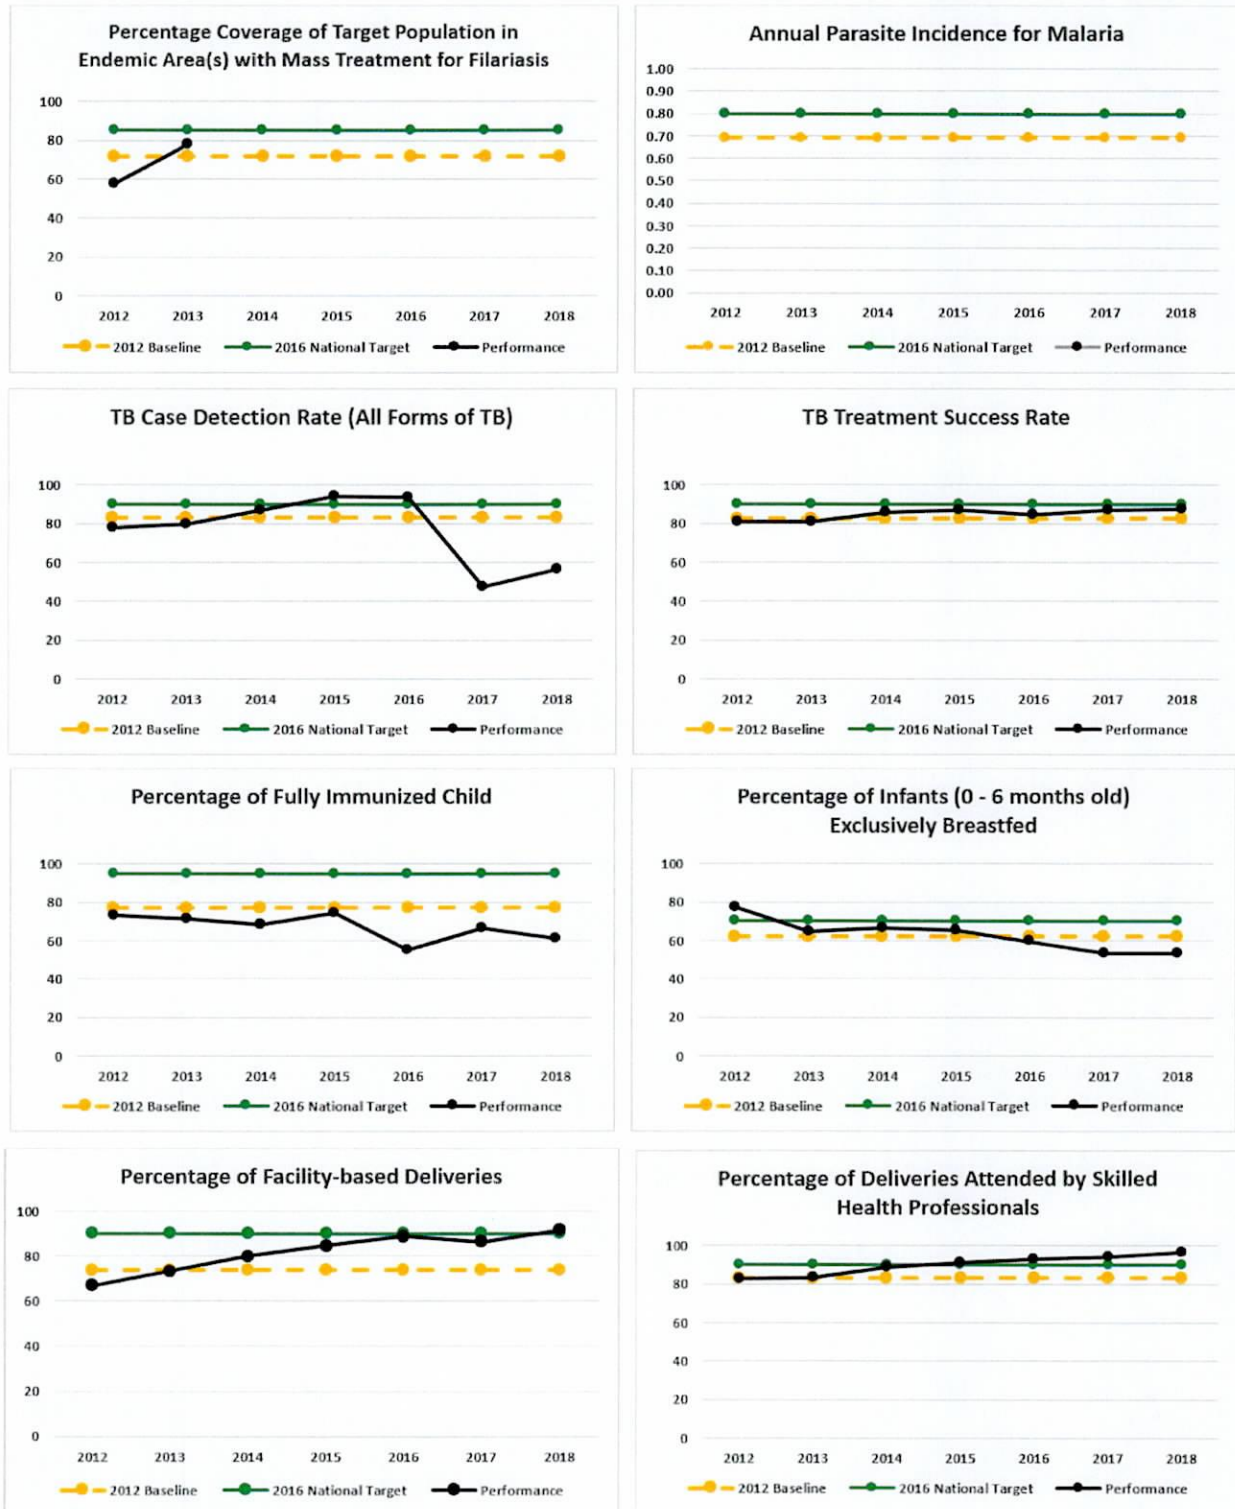 Percentage Coverage of Target Population in
Endemic Area(s) with Mass Treatment for Filariasis
100
80
60
40
20
0
2012 2013 2014 2015 2016 2017 2018
2012 Baseline 2016 National Target Performance
Annual Parasite Incidence for Malaria
1.00
0.90
0.80
0.70
0.60
0.50
0.40
0.30
0.20
0.10
0.00
2012 2013 2014 2015 2016 2017 2018
2012 Baseline 2016 National Target Performance
TB Case Detection Rate (All Forms of TB)
100
80
60
40
20
0
2012 2013 2014 2015 2016 2017 2018
2012 Baseline 2016 National Target Performance
TB Treatment Success Rate
100
80
60
40
20
0
2012 2013 2014 2015 2016 2017 2018
2012 Baseline 2016 National Target Performance
Percentage of Fully Immunized Child
100
80
60
40
20
0
2012 2013 2014 2015 2016 2017 2018
2012 Baseline 2016 National Target Performance
Percentage of Infants (0 - 6 months old)
Exclusively Breastfed
100
80
60
40
20
0
2012 2013 2014 2015 2016 2017 2018
2012 Baseline 2016 National Target Performance
Percentage of Facility-based Deliveries
100
80
60
40
20
0
2012 2013 2014 2015 2016 2017 2018
2012 Baseline 2016 National Target Performance
Percentage of Deliveries Attended by Skilled
Health Professionals
100
80
60
40
20
0
2012 2013 2014 2015 2016 2017 2018
2012 Baseline 2016 National Target Performance